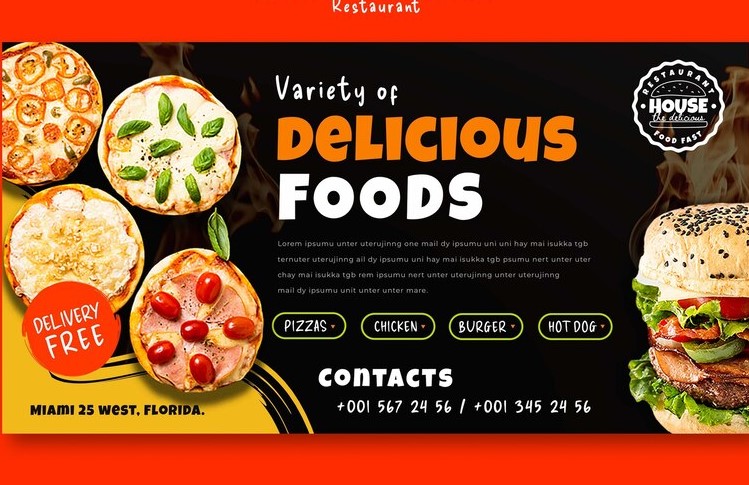 Restaurant
Variety of
DELICIOUS
FOODS
RESTAURANT
HOUSE
the delicious
FOOD FAST
Lorem ipsumu unter uterujinng one mail dy ipsumu uni uni hay mai isukka tgb
ternuter uterujinng ail dy ipsumu uni hay mai isukka tgb psumu nert unter uter
chay mai isukka tgb rem ipsumu nert unter uterujinng unter uterujinng
mail dy ipsumu unit unter unter mare.
PIZZAS
CHICKEN
BURGER
HOT DOG
DELIVERY
FREE
CONTACTS
+001 567 24 56 / +001 345 24 56
MIAMI 25 WEST, FLORIDA.